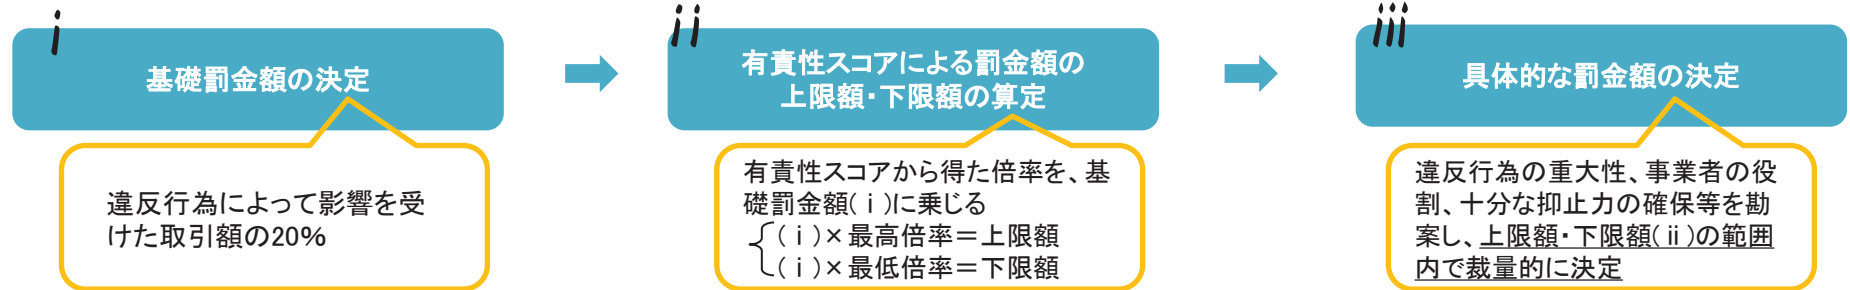 i
基礎罰金額の決定
違反行為によって影響を受
けた取引額の20%
ii
有責性スコアによる罰金額の
上限額・下限額の算定
有責性スコアから得た倍率を、基
礎罰金額(ⅰ)に乗じる
(ⅰ)×最高倍率=上限額
(ⅰ)×最低倍率=下限額
iii
具体的な罰金額の決定
違反行為の重大性、事業者の役
割、十分な抑止力の確保等を勘
案し、上限額・下限額(ⅱ)の範囲
内で裁量的に決定